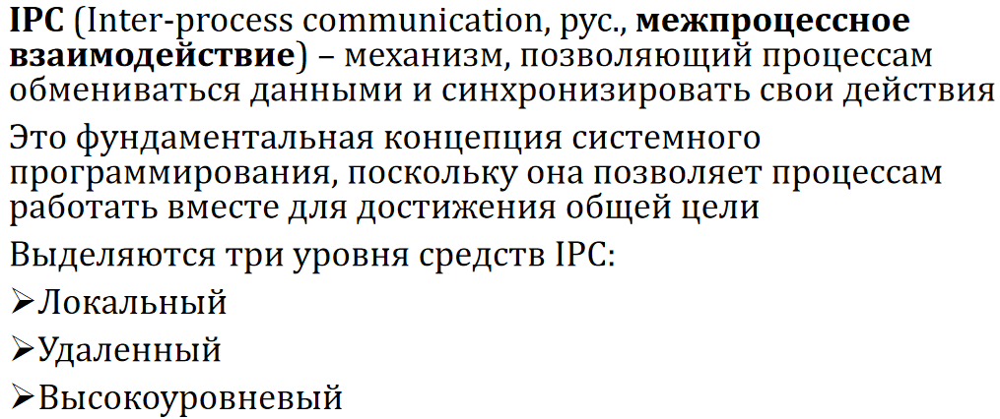 IPC (Inter-process communication, рус., межпроцессное
взаимодействие) – механизм, позволяющий процессам
обмениваться данными и синхронизировать свои действия
Это фундаментальная концепция системного
программирования, поскольку она позволяет процессам
работать вместе для достижения общей цели
Выделяются три уровня средств IPC:
➢Локальный
➢Удаленный
➢Высокоуровневый